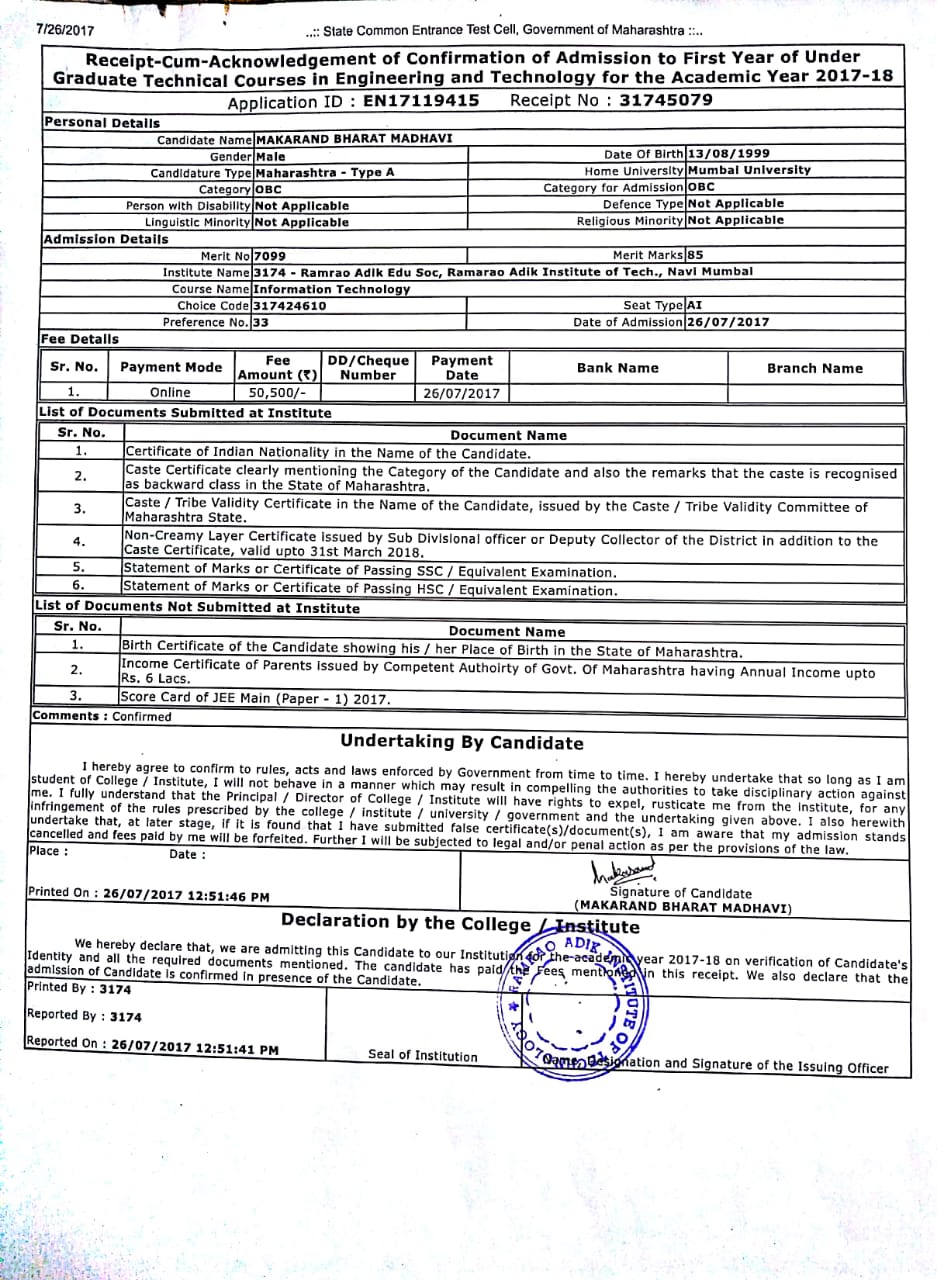 7/26/2017
..:: State Common Entrance Test Cell, Government of Maharashtra ::..
Receipt-Cum-Acknowledgement of Confirmation of Admission to First Year of Under
Graduate Technical Courses in Engineering and Technology for the Academic Year 2017-18
Application ID : EN17119415 Receipt No : 31745079
Personal Details
Candidate Name MAKARAND BHARAT MADHAVI
Gender Male Date Of Birth 13/08/1999
Candidature Type Maharashtra - Type A Home University Mumbai University
Category OBC Category for Admission OBC
Person with Disability Not Applicable Defence Type Not Applicable
Linguistic Minority Not Applicable Religious Minority Not Applicable
Admission Details
Merit No 7099 Merit Marks 85
Institute Name 3174 - Ramrao Adik Edu Soc, Ramarao Adik Institute of Tech., Navi Mumbai
Course Name Information Technology
Choice Code 317424610 Seat Type AI
Preference No. 33 Date of Admission 26/07/2017
Fee Details
Sr. No. Payment Mode Fee Amount (₹) DD/Cheque Number Payment Date Bank Name Branch Name
1. Online 50,500/- 26/07/2017
List of Documents Submitted at Institute
Sr. No. Document Name
1. Certificate of Indian Nationality in the Name of the Candidate.
2. Caste Certificate clearly mentioning the Category of the Candidate and also the remarks that the caste is recognised
as backward class in the State of Maharashtra.
3. Caste / Tribe Validity Certificate in the Name of the Candidate, issued by the Caste / Tribe Validity Committee of
Maharashtra State.
4. Non-Creamy Layer Certificate issued by Sub Divisional officer or Deputy Collector of the District in addition to the
Caste Certificate, valid upto 31st March 2018.
5. Statement of Marks or Certificate of Passing SSC / Equivalent Examination.
6. Statement of Marks or Certificate of Passing HSC / Equivalent Examination.
List of Documents Not Submitted at Institute
Sr. No. Document Name
1. Birth Certificate of the Candidate showing his / her Place of Birth in the State of Maharashtra.
2. Income Certificate of Parents issued by Competent Authoirty of Govt. Of Maharashtra having Annual Income upto
Rs. 6 Lacs.
3. Score Card of JEE Main (Paper - 1) 2017.
Comments : Confirmed
Undertaking By Candidate
I hereby agree to confirm to rules, acts and laws enforced by Government from time to time. I hereby undertake that so long as I am
student of College / Institute, I will not behave in a manner which may result in compelling the authorities to take disciplinary action against
me. I fully understand that the Principal / Director of College / Institute will have rights to expel, rusticate me from the institute, for any
infringement of the rules prescribed by the college / institute / university / government and the undertaking given above. I also herewith
undertake that, at later stage, if it is found that I have submitted false certificate(s)/document(s), I am aware that my admission stands
cancelled and fees paid by me will be forfeited. Further I will be subjected to legal and/or penal action as per the provisions of the law.
Place : Date :
Makarand
Signature of Candidate
Printed On : 26/07/2017 12:51:46 PM (MAKARAND BHARAT MADHAVI)
Declaration by the College / Institute
We hereby declare that, we are admitting this Candidate to our Institution for the academic year 2017-18 on verification of Candidate's
Identity and all the required documents mentioned. The candidate has paid the Fees mentioned in this receipt. We also declare that the
admission of Candidate is confirmed in presence of the Candidate.
RAMRAO ADIK INSTITUTE OF TECHNOLOGY
Printed By : 3174
Reported By : 3174
Reported On : 26/07/2017 12:51:41 PM
Seal of Institution
Name, Designation and Signature of the Issuing Officer